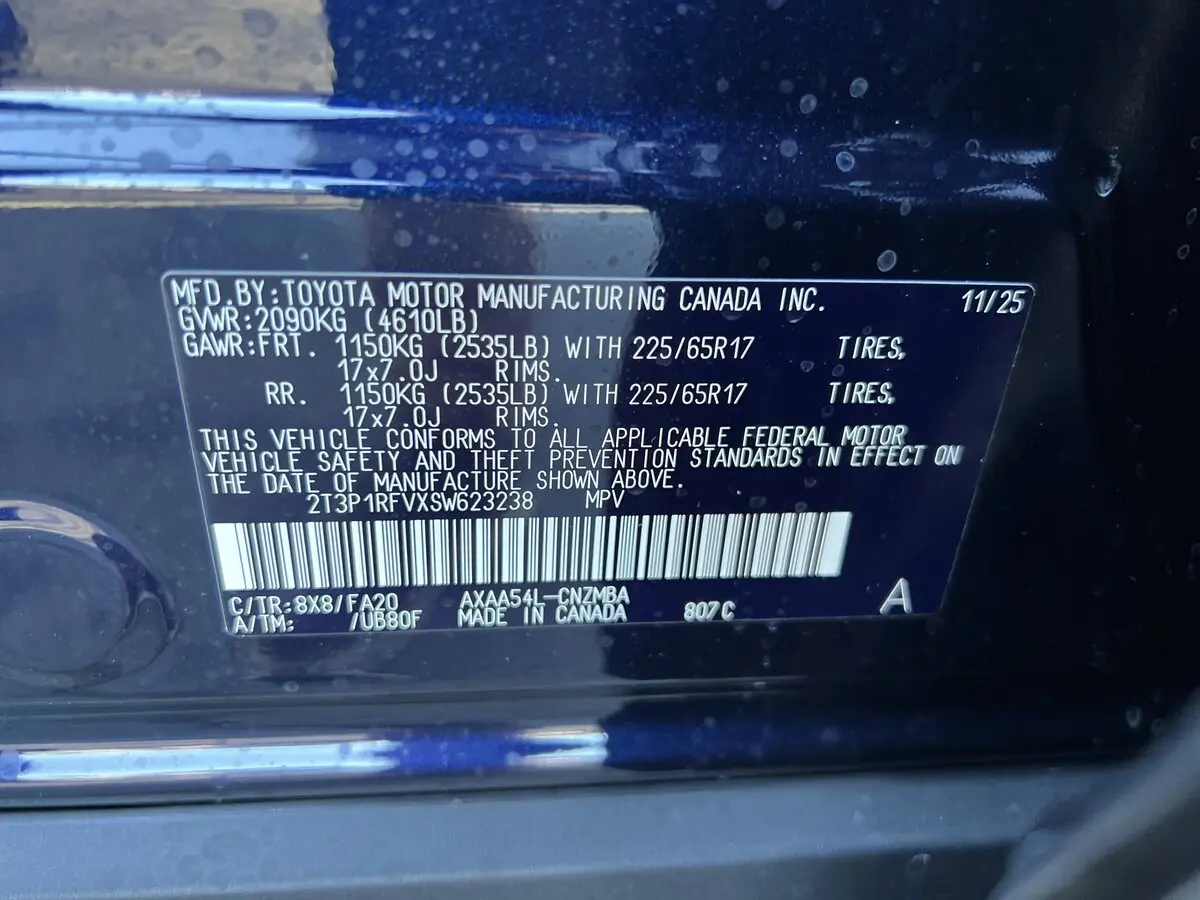 MFD.BY:TOYOTA MOTOR MANUFACTURING CANADA INC. 11/25
GVWR:2090KG (4610LB)
GAWR:FRT. 1150KG (2535LB) WITH 225/65R17 TIRES,
17x7.0J RIMS.
RR. 1150KG (2535LB) WITH 225/65R17 TIRES,
17x7.0J RIMS.
THIS VEHICLE CONFORMS TO ALL APPLICABLE FEDERAL MOTOR
VEHICLE SAFETY AND THEFT PREVENTION STANDARDS IN EFFECT ON
THE DATE OF MANUFACTURE SHOWN ABOVE.
2T3P1RFVXSW623238 MPV
C/TR:8X8/FA20 AXAA54L-CNZMBA
A/TM: /UB80F MADE IN CANADA 807C A